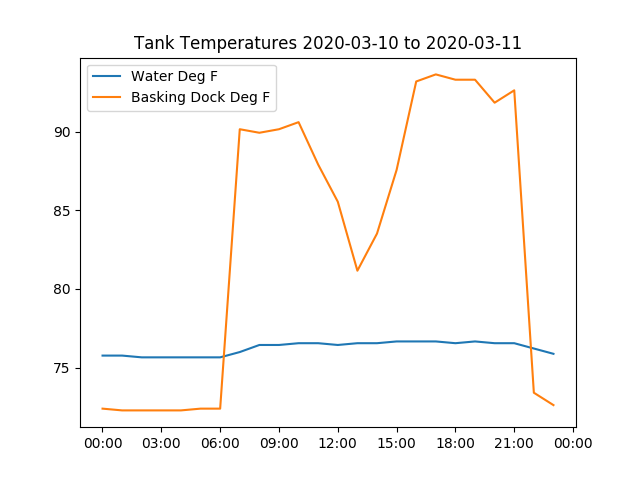 Tank Temperatures 2020-03-10 to 2020-03-11
Water Deg F
Basking Dock Deg F
90
85
80
75
00:00 03:00 06:00 09:00 12:00 15:00 18:00 21:00 00:00